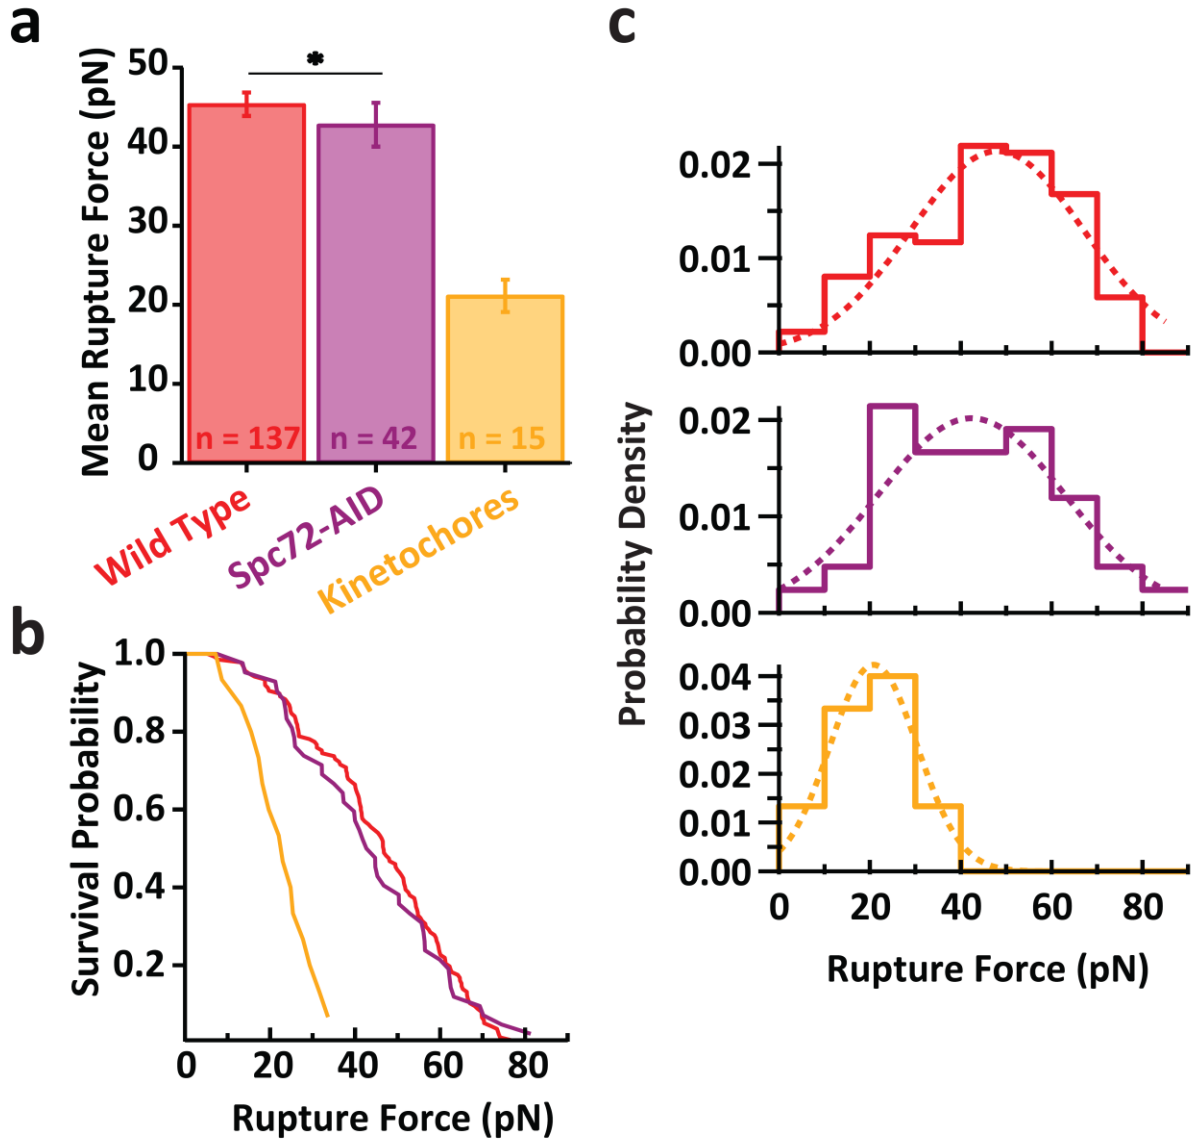 a
Mean Rupture Force (pN)
50
40
30
20
10
0
*
n = 137
n = 42
n = 15
Wild Type
Spc72-AID
Kinetochores
b
Survival Probability
1.0
0.8
0.6
0.4
0.2
0 20 40 60 80
Rupture Force (pN)
c
Probability Density
0.02
0.01
0.00
0.02
0.01
0.00
0.04
0.03
0.02
0.01
0.00
0 20 40 60 80
Rupture Force (pN)